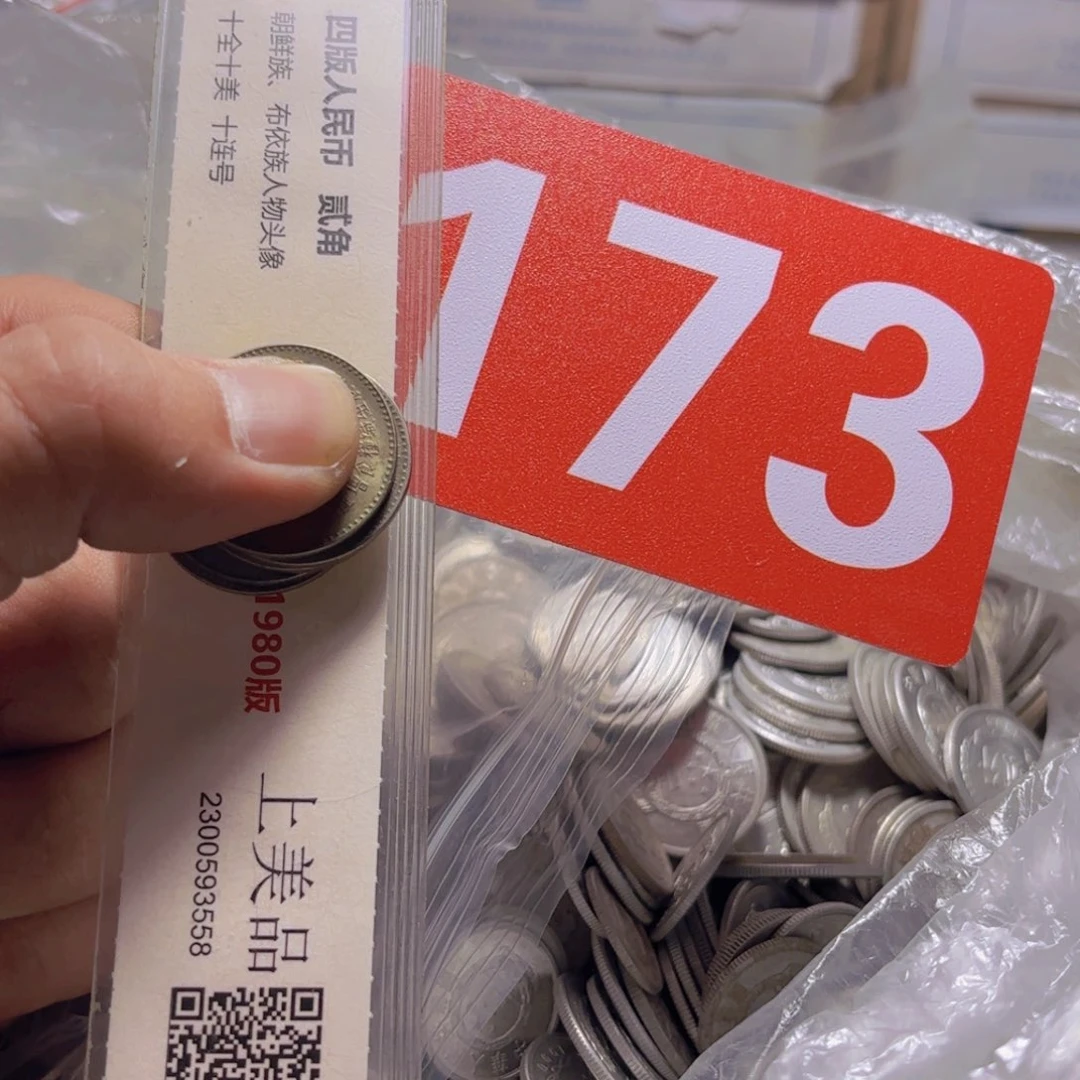 四版人民币 贰角
朝鲜族、布依族人物头像
十全十美 十连号
1980版
上美品
2300593558
173